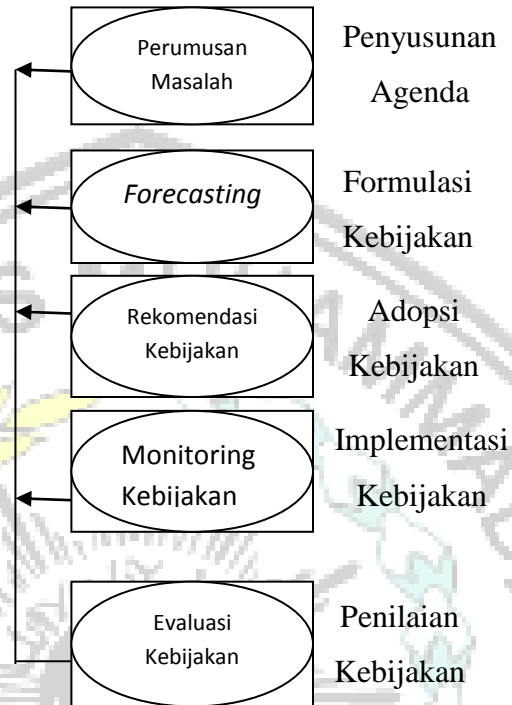 Perumusan
Masalah
Penyusunan
Agenda
Forecasting
Formulasi
Kebijakan
Rekomendasi
Kebijakan
Adopsi
Kebijakan
Monitoring
Kebijakan
Implementasi
Kebijakan
Evaluasi
Kebijakan
Penilaian
Kebijakan